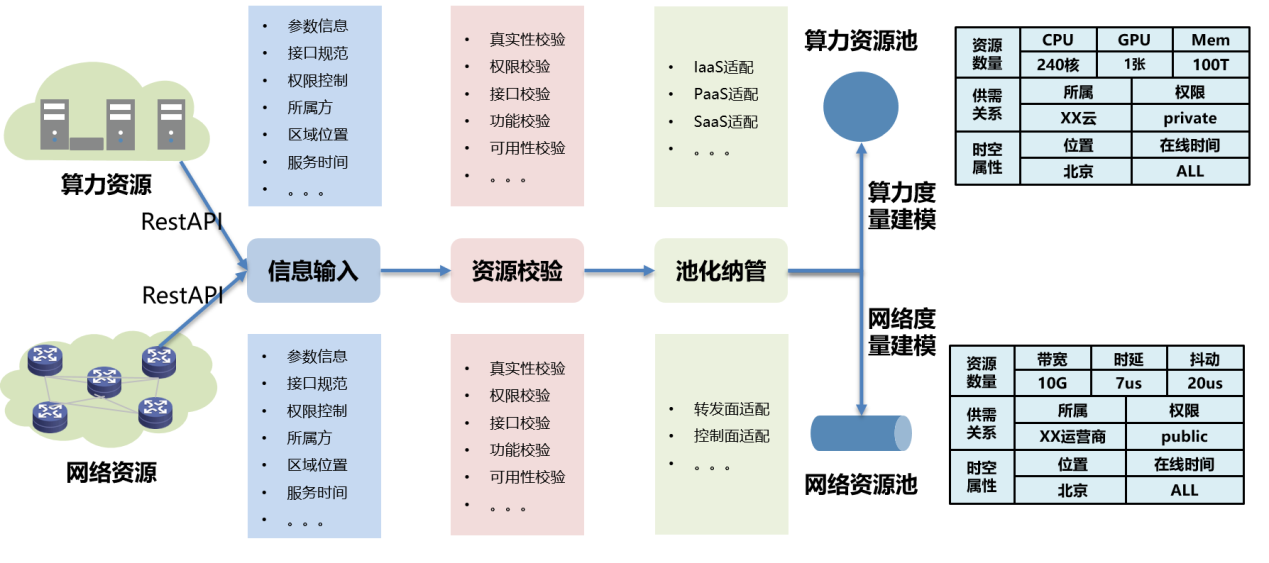 算力资源
RestAPI
RestAPI
网络资源
• 参数信息
• 接口规范
• 权限控制
• 所属方
• 区域位置
• 服务时间
• 。。。
信息输入
• 参数信息
• 接口规范
• 权限控制
• 所属方
• 区域位置
• 服务时间
• 。。。
• 真实性校验
• 权限校验
• 接口校验
• 功能校验
• 可用性校验
• 。。。
资源校验
• 真实性校验
• 权限校验
• 接口校验
• 功能校验
• 可用性校验
• 。。。
• IaaS适配
• PaaS适配
• SaaS适配
• 。。。
池化纳管
• 转发面适配
• 控制面适配
• 。。。
算力资源池
算力度
量建模
网络度
量建模
网络资源池
资源
数量
CPU GPU Mem
240核 1张 100T
供需
关系
所属 权限
XX云 private
时空
属性
位置 在线时间
北京 ALL
资源
数量
带宽 时延 抖动
10G 7us 20us
供需
关系
所属 权限
XX运营商 public
时空
属性
位置 在线时间
北京 ALL